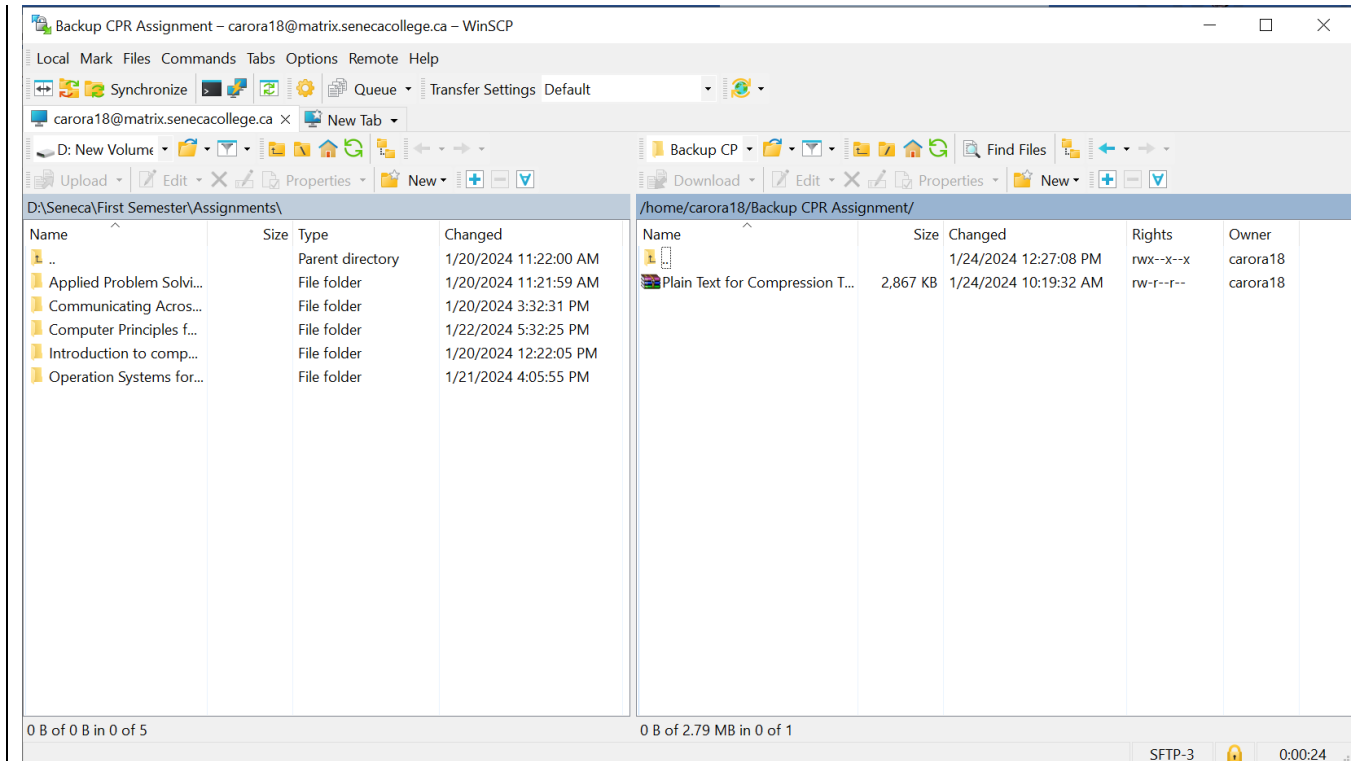 Backup CPR Assignment – carora18@matrix.senecacollege.ca – WinSCP
Local Mark Files Commands Tabs Options Remote Help
Synchronize Queue Transfer Settings Default
carora18@matrix.senecacollege.ca × New Tab
D: New Volume Backup CP Find Files
Upload Edit Properties New Download Edit Properties New
D:\Seneca\First Semester\Assignments\ /home/carora18/Backup CPR Assignment/
Name Size Type Changed Name Size Changed Rights Owner
.. Parent directory 1/20/2024 11:22:00 AM .. 1/24/2024 12:27:08 PM rwx--x--x carora18
Applied Problem Solvi... File folder 1/20/2024 11:21:59 AM Plain Text for Compression T... 2,867 KB 1/24/2024 10:19:32 AM rw-r--r-- carora18
Communicating Acros... File folder 1/20/2024 3:32:31 PM
Computer Principles f... File folder 1/22/2024 5:32:25 PM
Introduction to comp... File folder 1/20/2024 12:22:05 PM
Operation Systems for... File folder 1/21/2024 4:05:55 PM
0 B of 0 B in 0 of 5 0 B of 2.79 MB in 0 of 1
SFTP-3 0:00:24